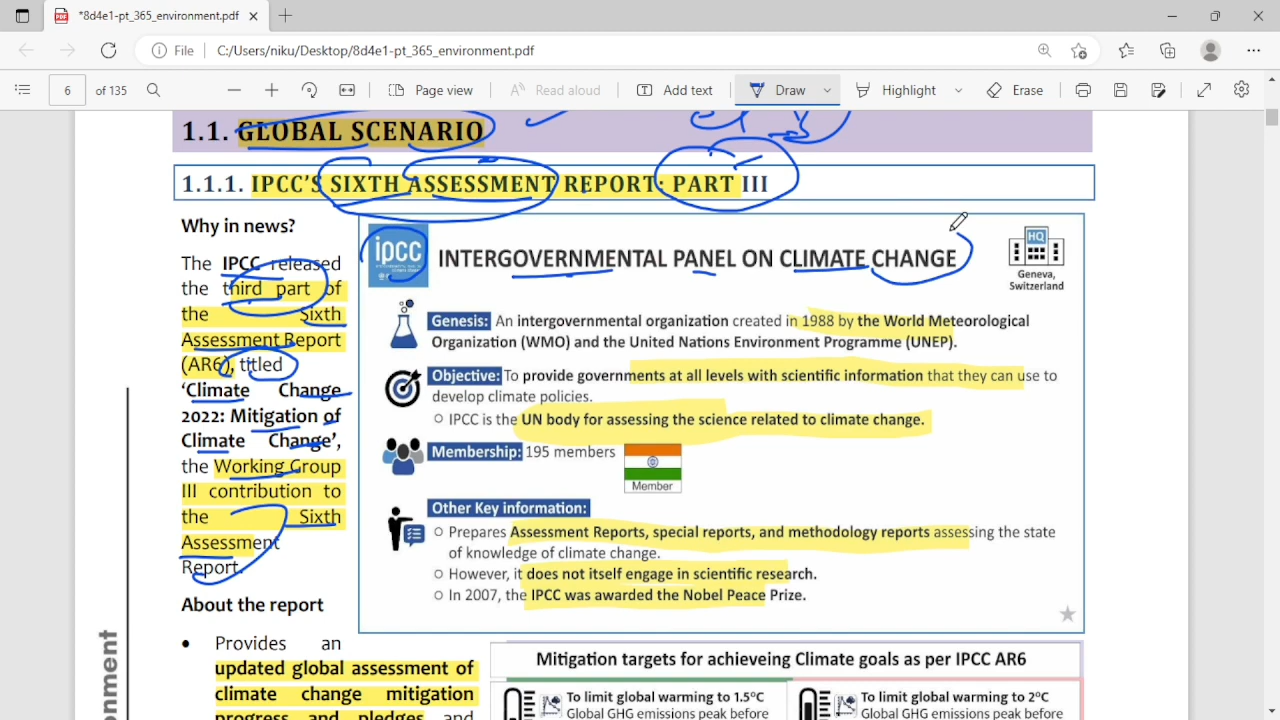 *8d4e1-pt_365_environment.pdf
File
C:/Users/niku/Desktop/8d4e1-pt_365_environment.pdf
6 of 135
Page view
Read aloud
Add text
Draw
Highlight
Erase
1.1. GLOBAL SCENARIO
1.1.1. IPCC'S SIXTH ASSESSMENT REPORT: PART III
Why in news?
The IPCC released
the third part of
the Sixth
Assessment Report
(AR6), titled
‘Climate Change
2022: Mitigation of
Climate Change’,
the Working Group
III contribution to
the Sixth
Assessment
Report.
About the report
• Provides an
updated global assessment of
climate change mitigation
progress and pledges and
ipcc
INTERGOVERNMENTAL PANEL ON CLIMATE CHANGE
HQ
Geneva,
Switzerland
Genesis: An intergovernmental organization created in 1988 by the World Meteorological
Organization (WMO) and the United Nations Environment Programme (UNEP).
Objective: To provide governments at all levels with scientific information that they can use to
develop climate policies.
IPCC is the UN body for assessing the science related to climate change.
Membership: 195 members
Member
Other Key information:
Prepares Assessment Reports, special reports, and methodology reports assessing the state
of knowledge of climate change.
However, it does not itself engage in scientific research.
In 2007, the IPCC was awarded the Nobel Peace Prize.
Mitigation targets for achieveing Climate goals as per IPCC AR6
To limit global warming to 1.5°C
Global GHG emissions peak before
To limit global warming to 2°C
Global GHG emissions peak before
onment